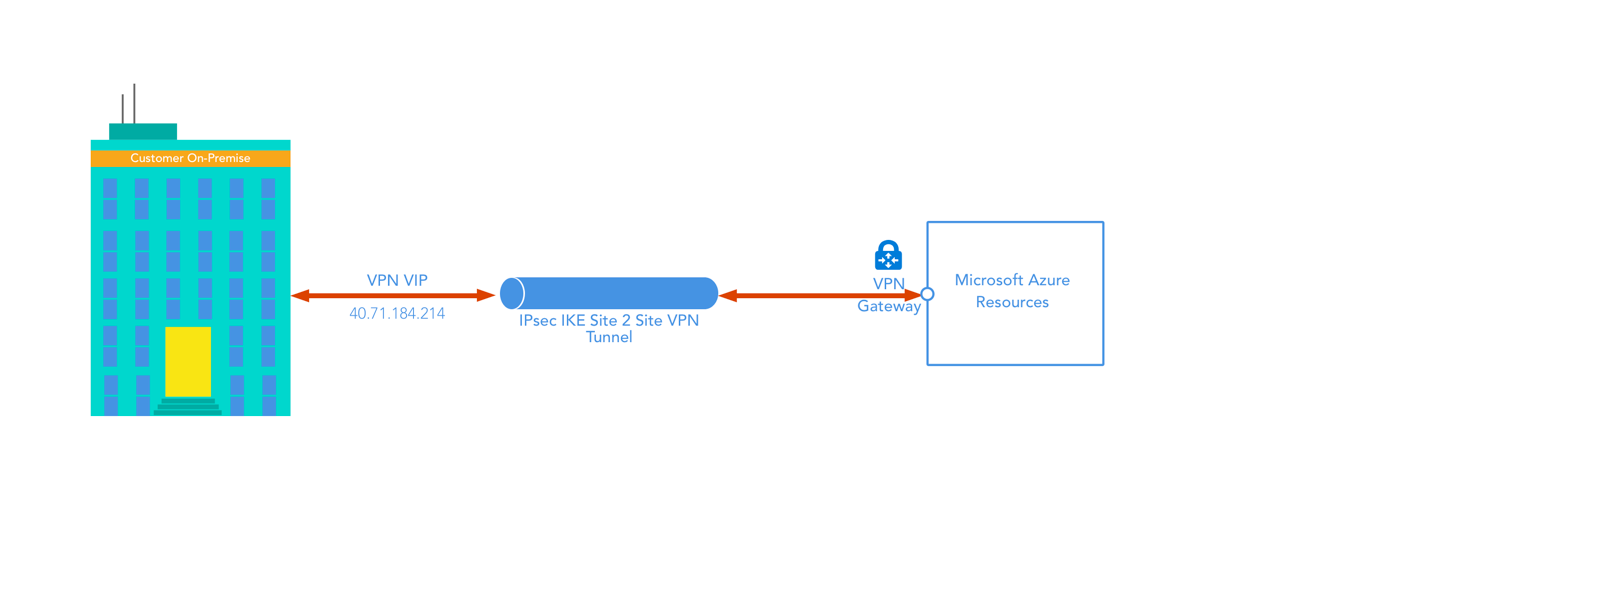 Customer On-Premise
VPN VIP
40.71.184.214
IPsec IKE Site 2 Site VPN
Tunnel
VPN
Gateway
Microsoft Azure
Resources